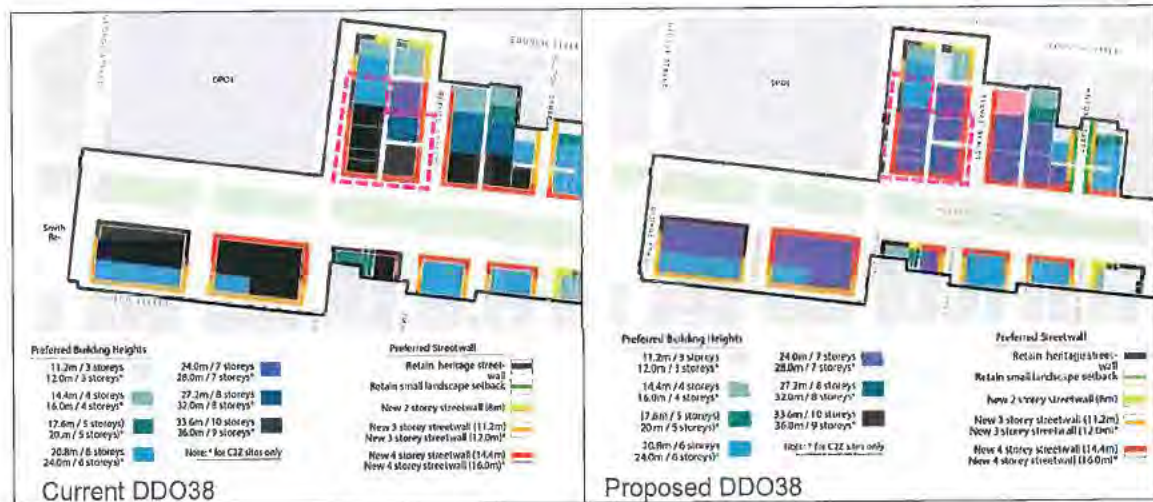 DPO1
Smith
Re-
Preferred Building Heights
11.2m / 3 storeys
12.0m / 3 storeys*
14.4m / 4 storeys
16.0m / 4 storeys*
17.6m / 5 storeys)
20.m / 5 storeys)*
20.8m / 6 storeys
24.0m / 6 storeys)*
24.0m / 7 storeys
28.0m / 7 storeys*
27.2m / 8 storeys
32.0m / 8 storeys*
33.6m / 10 storeys
36.0m / 9 storeys*
Note: * for C2Z sites only
Preferred Streetwall
Retain heritage street-
wall
Retain small landscape setback
New 2 storey streetwall (8m)
New 3 storey streetwall (11.2m)
New 3 storey streetwall (12.0m)*
New 4 storey streetwall (14.4m)
New 4 storey streetwall (16.0m)*
Current DDO38
Preferred Building Heights
11.2m / 3 storeys
12.0m / 3 storeys*
14.4m / 4 storeys
16.0m / 4 storeys*
17.6m / 5 storeys)
20m / 5 storeys)*
20.8m / 6 storeys
24.0m / 6 storeys)*
24.0m / 7 storeys
28.0m / 7 storeys*
27.2m / 8 storeys
32.0m / 8 storeys*
33.6m / 10 storeys
36.0m / 9 storeys*
Note: * for C2Z sites only
Preferred Streetwall
Retain heritage street-
wall
Retain small landscape setback
New 2 storey streetwall (8m)
New 3 storey streetwall (11.2m)
New 3 storey streetwall (12.0m)*
New 4 storey streetwall (14.4m)
New 4 storey streetwall (16.0m)*
Proposed DDO38